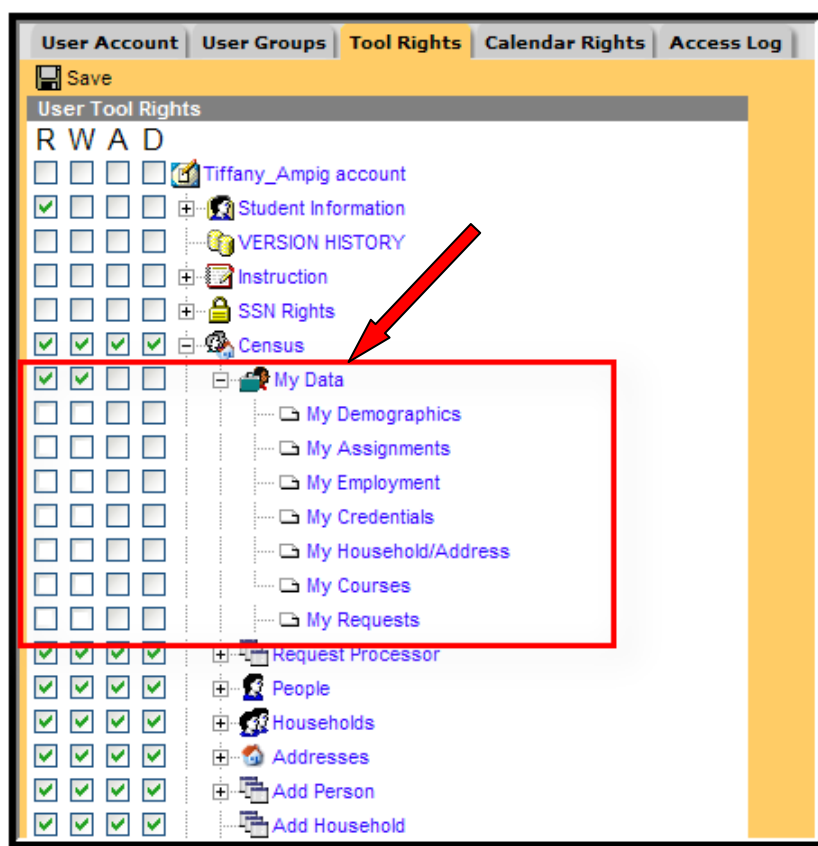 User Account User Groups Tool Rights Calendar Rights Access Log
Save
User Tool Rights
R W A D
Tiffany_Ampig account
Student Information
VERSION HISTORY
Instruction
SSN Rights
Census
My Data
My Demographics
My Assignments
My Employment
My Credentials
My Household/Address
My Courses
My Requests
Request Processor
People
Households
Addresses
Add Person
Add Household